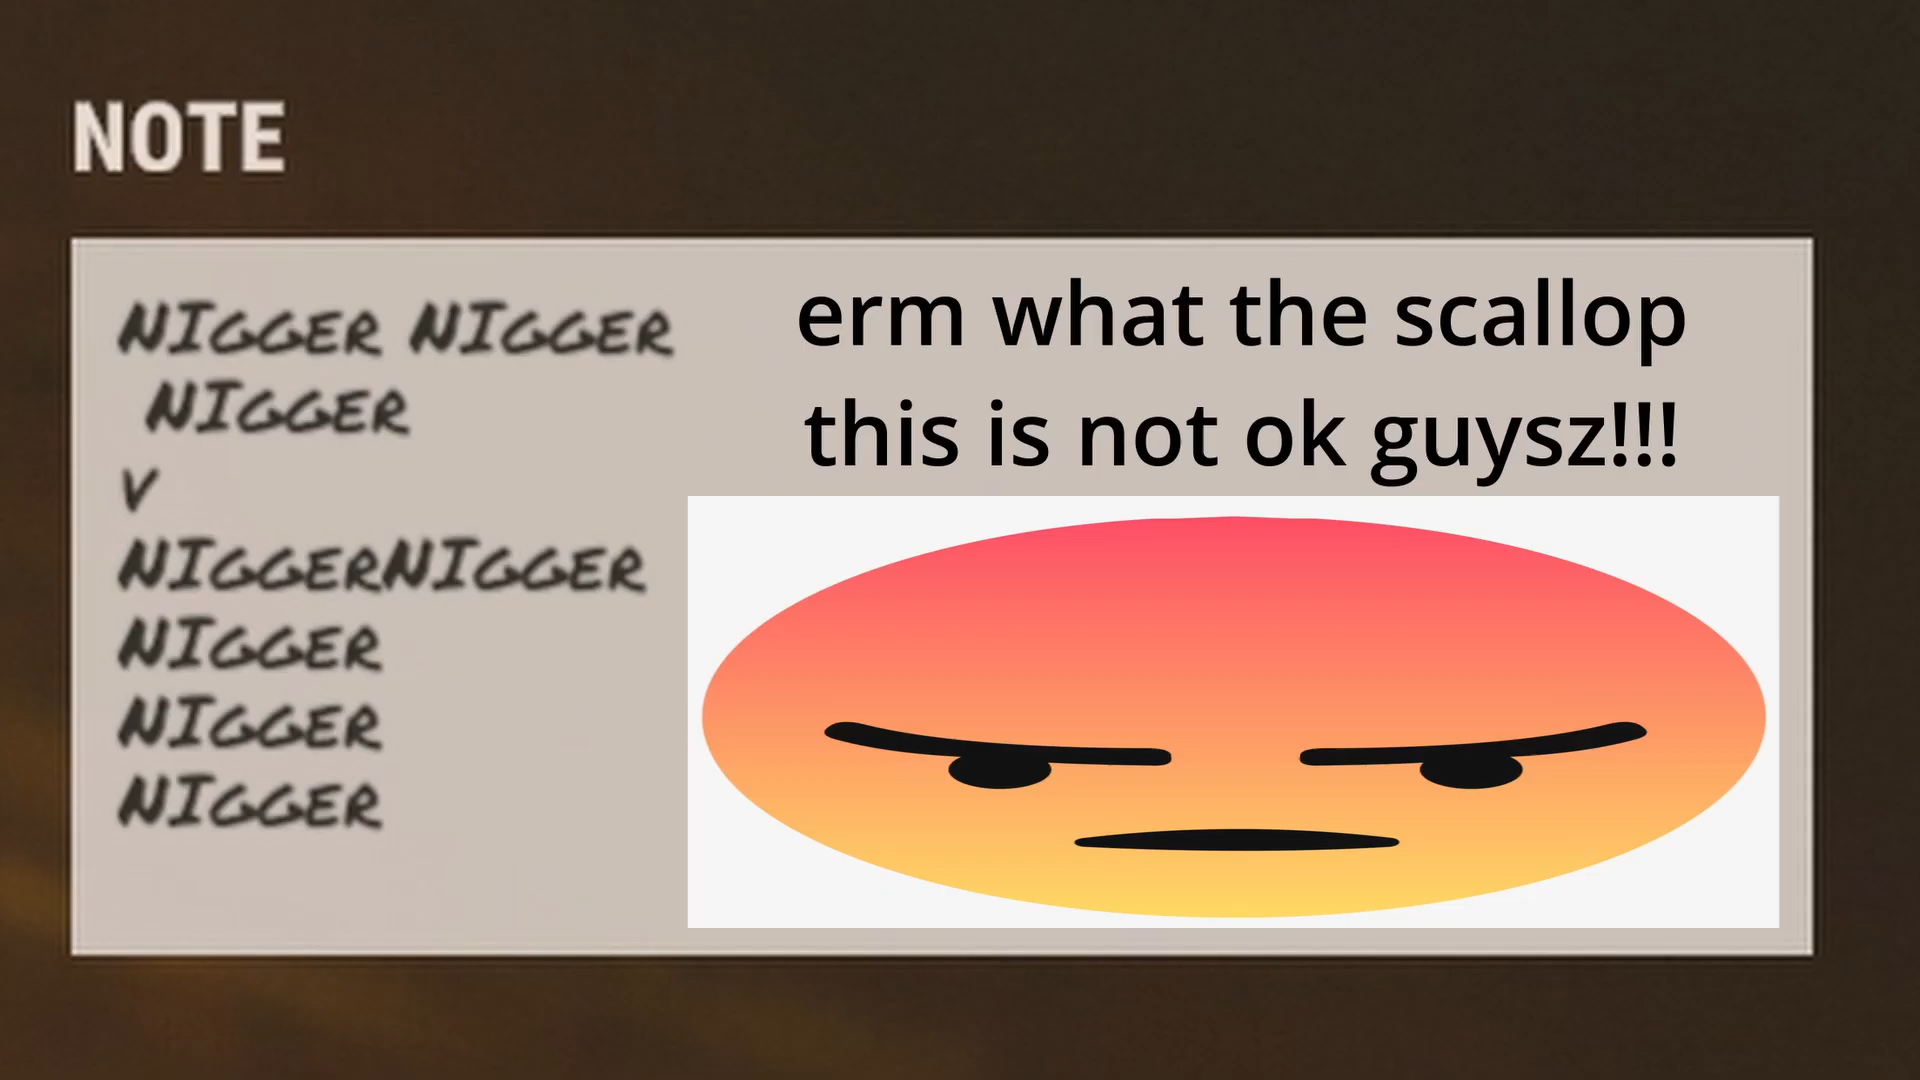 NOTE
NIGGER NIGGER
NIGGER
V
NIGGERNIGGER
NIGGER
NIGGER
NIGGER
erm what the scallop
this is not ok guysz!!!